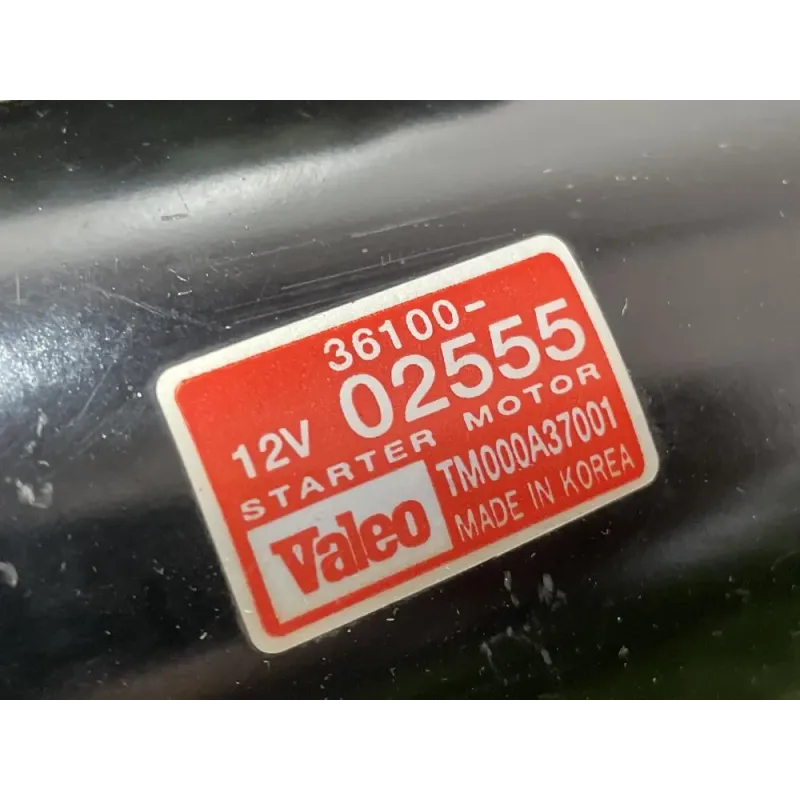 36100-
12V 02555
STARTER MOTOR
Valeo TM000A37001
MADE IN KOREA